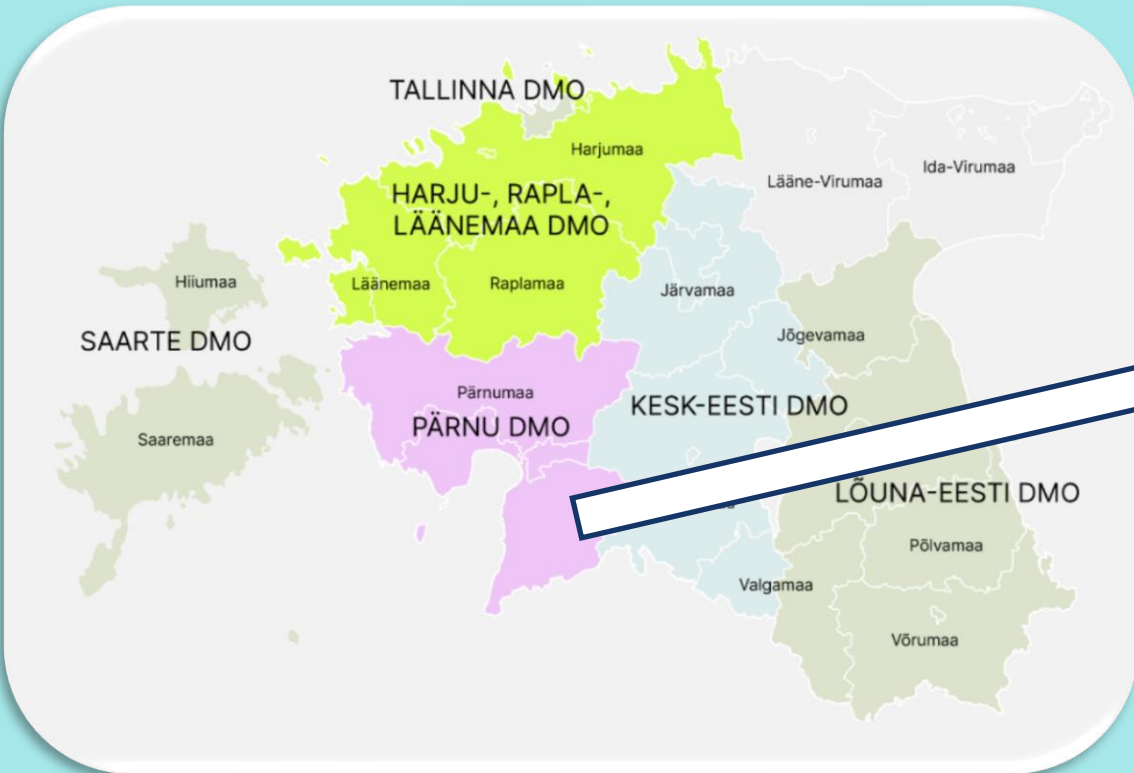 TALLINNA DMO
Harjumaa
Lääne-Virumaa
Ida-Virumaa
HARJU-, RAPLA-,
LÄÄNEMAA DMO
Hiiumaa
Läänemaa
Raplamaa
Järvamaa
SAARTE DMO
Jõgevamaa
Pärnumaa
PÄRNU DMO
KESK-EESTI DMO
Saaremaa
LÕUNA-EESTI DMO
Põlvamaa
Valgamaa
Võrumaa